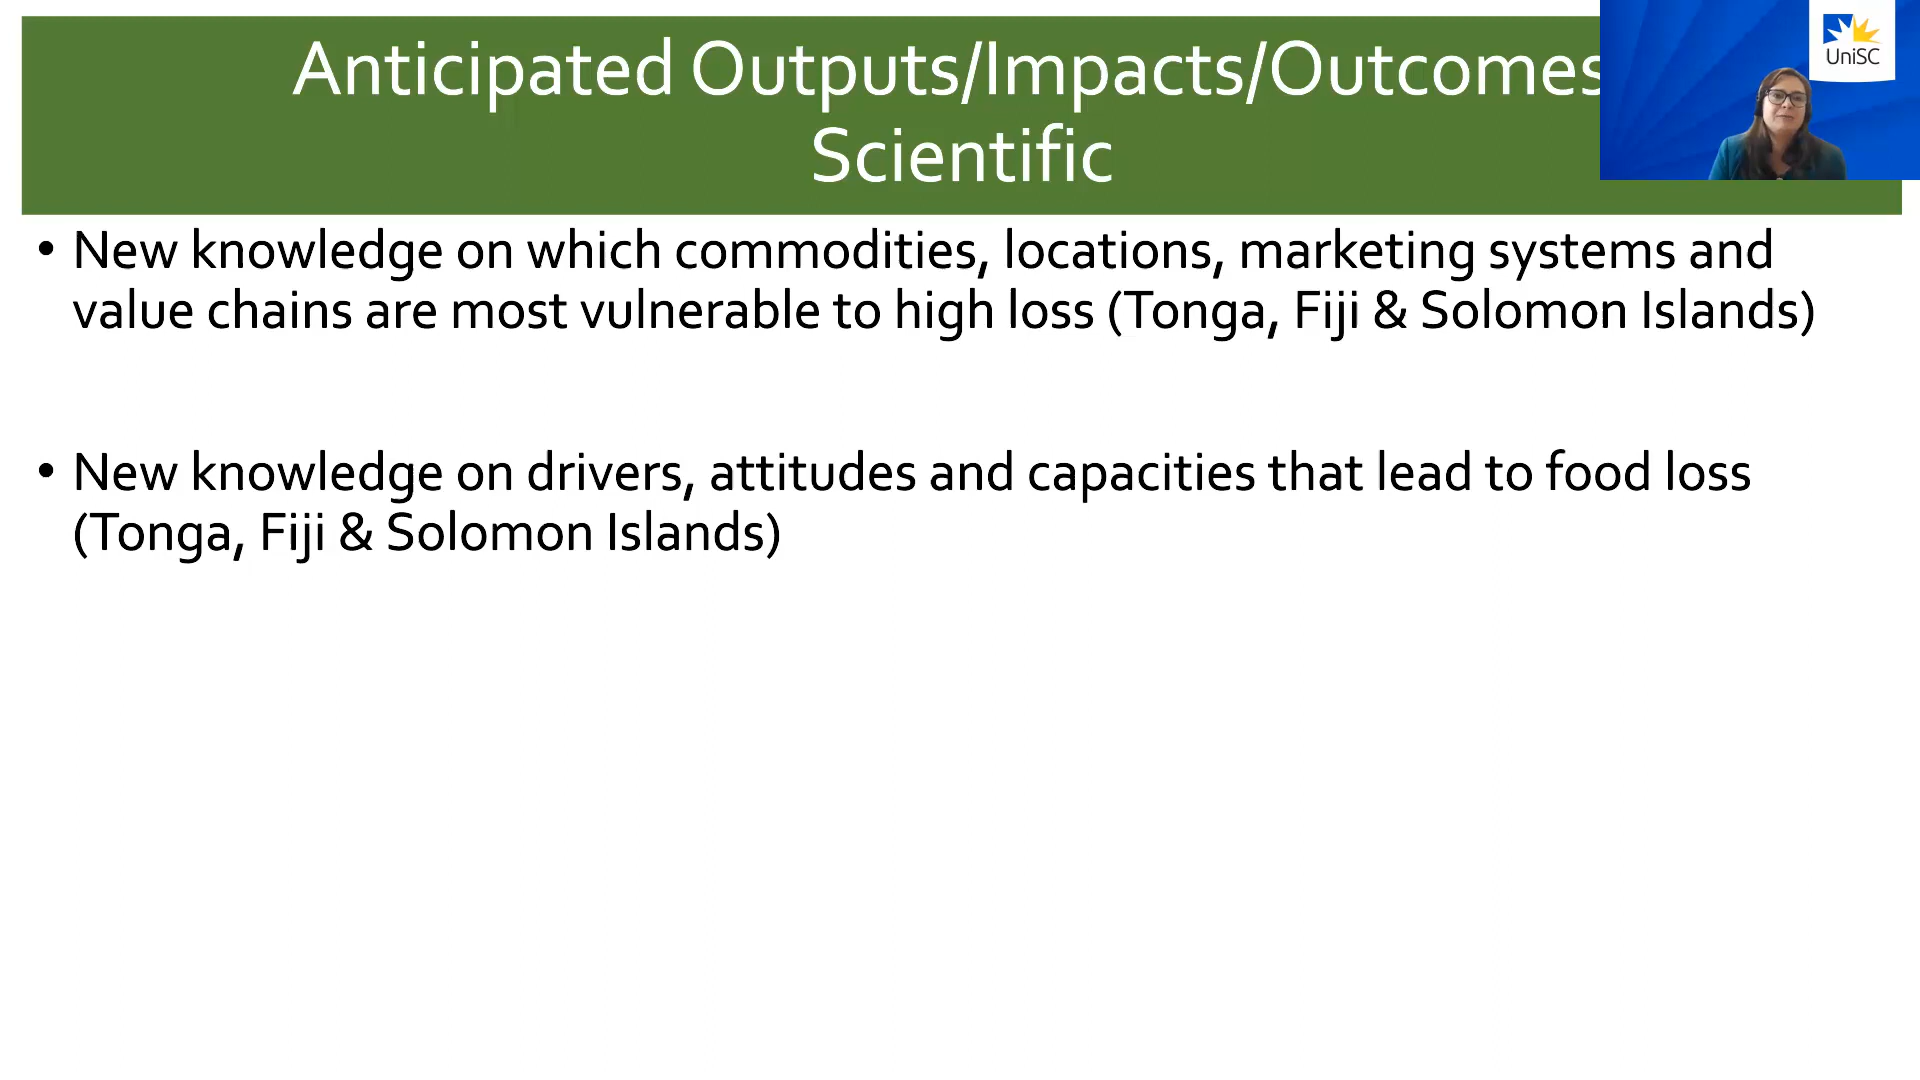 Anticipated Outputs/Impacts/Outcomes
Scientific
UniSC
• New knowledge on which commodities, locations, marketing systems and
value chains are most vulnerable to high loss (Tonga, Fiji & Solomon Islands)
• New knowledge on drivers, attitudes and capacities that lead to food loss
(Tonga, Fiji & Solomon Islands)